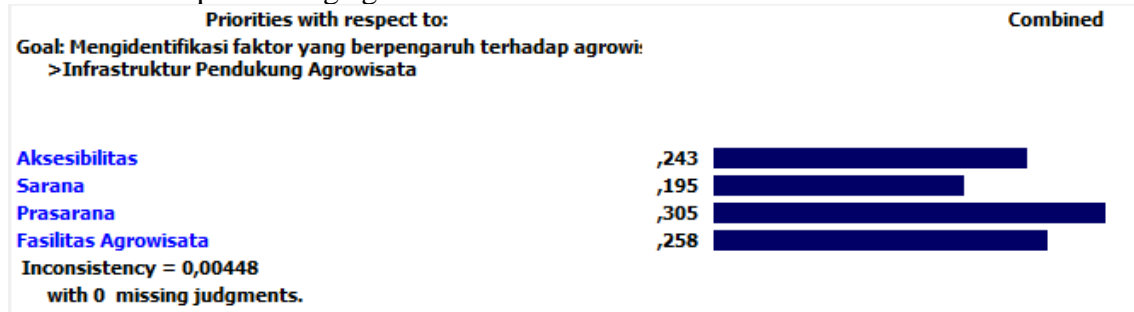 Priorities with respect to: Combined
Goal: Mengidentifikasi faktor yang berpengaruh terhadap
>Infrastruktur Pendukung Agrowisata
Aksesibilitas ,243
Sarana ,195
Prasarana ,305
Fasilitas Agrowisata ,258
Inconsistency = 0,00448
with 0 missing judgments.